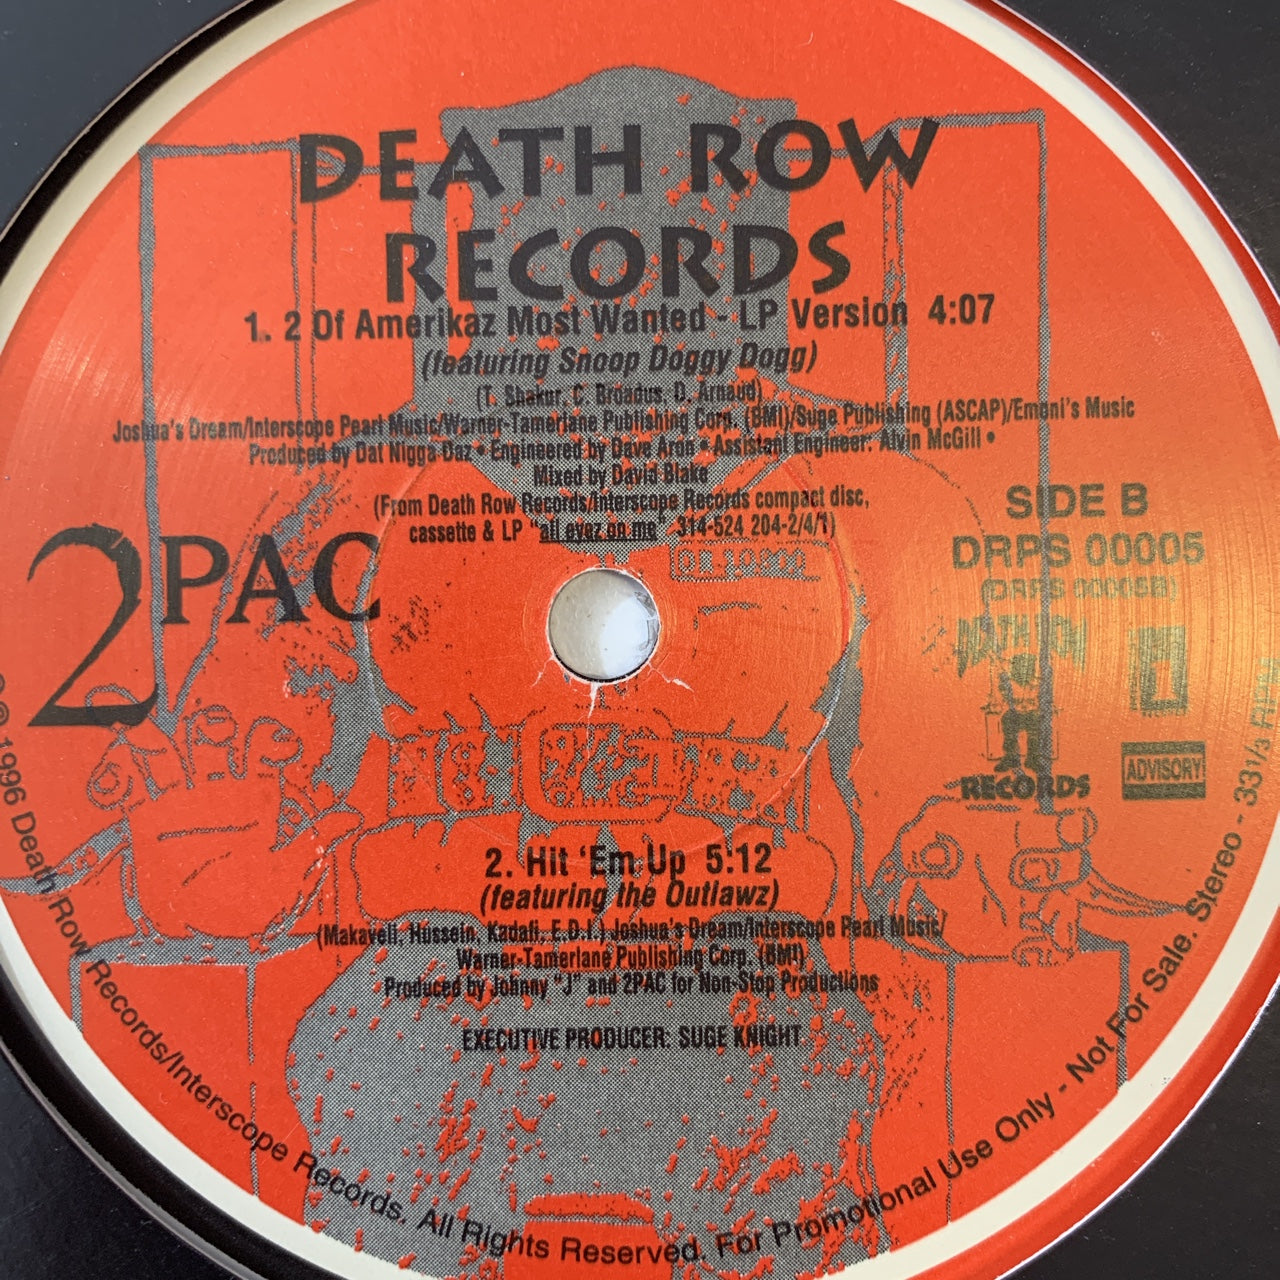 DEATH ROW
RECORDS
1. 2 Of Amerikaz Most Wanted - LP Version 4:07
(featuring Snoop Doggy Dogg)
(T. Shakur, C. Broadus, D. Arnaud)
Joshua's Dream/Interscope Pearl Music/Warner-Tamerlane Publishing Corp. (BMI)/Suge Publishing (ASCAP)/Emoni's Music
Produced by Dat Nigga Daz • Engineered by Dave Aron • Assistant Engineer: Alvin McGill •
Mixed by David Blake
(From Death Row Records/Interscope Records compact disc,
cassette & LP "all eyez on me" 314-524 204-2/4/1)
2PAC
SIDE B
DRPS 00005
(DRPS 00005B)
DEATH ROW
RECORDS
ADVISORY
2. Hit 'Em Up 5:12
(featuring the Outlawz)
(Makaveli, Hussein, Kadafi, E.D.I.) Joshua's Dream/Interscope Pearl Music/
Warner-Tamerlane Publishing Corp. (BMI)
Produced by Johnny "J" and 2PAC for Non-Stop Productions
EXECUTIVE PRODUCER: SUGE KNIGHT
℗© 1996 Death Row Records/Interscope Records. All Rights Reserved. For Promotional Use Only - Not For Sale. Stereo - 33 1/3 RPM